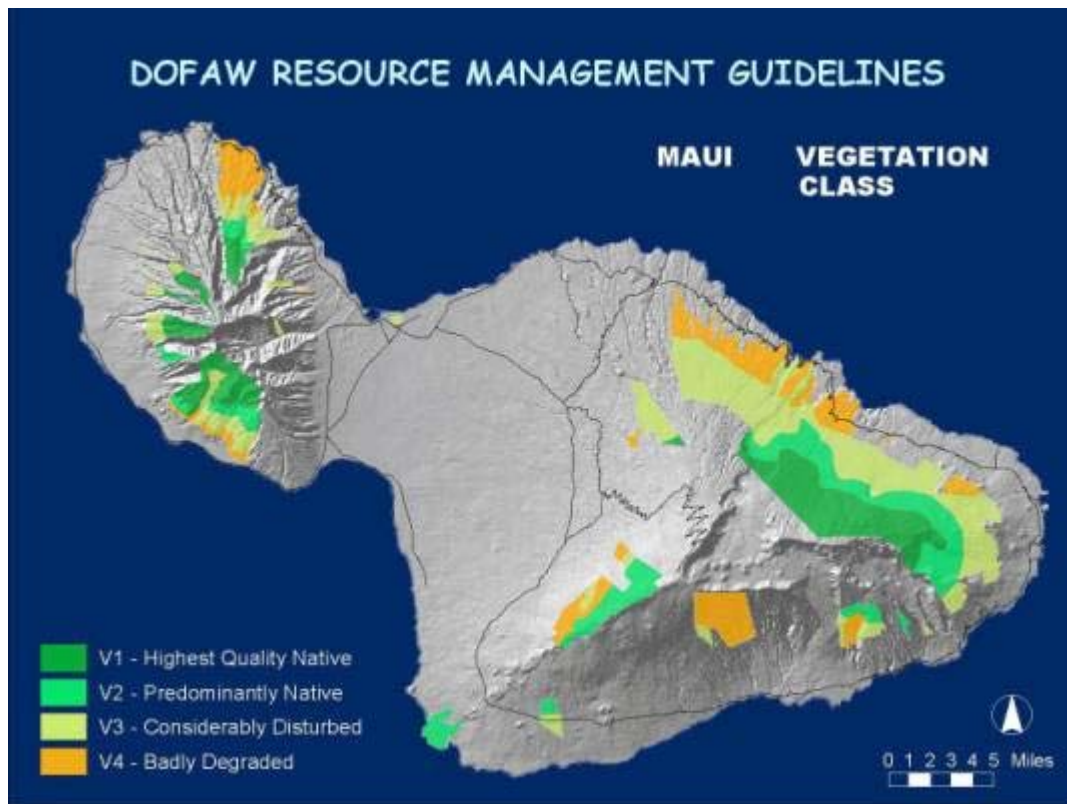 DOFAW RESOURCE MANAGEMENT GUIDELINES
MAUI VEGETATION
CLASS
V1 - Highest Quality Native
V2 - Predominantly Native
V3 - Considerably Disturbed
V4 - Badly Degraded
0 1 2 3 4 5 Miles